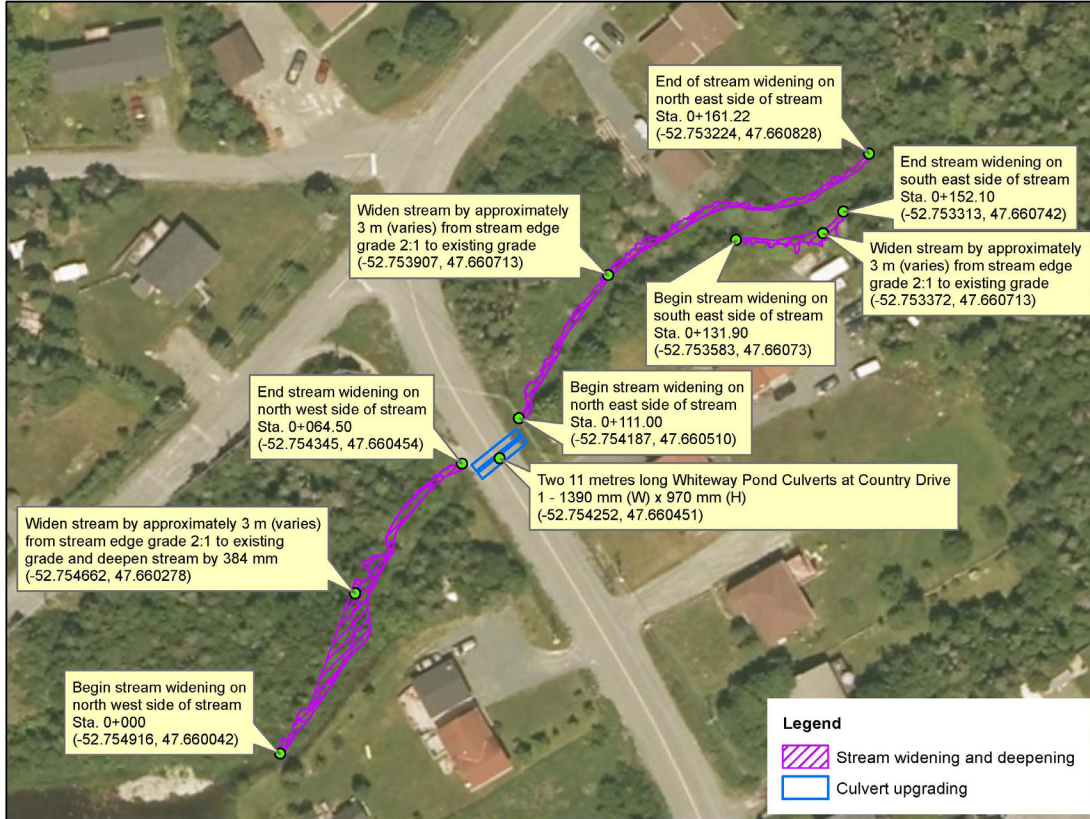 End of stream widening on
north east side of stream
Sta. 0+161.22
(-52.753224, 47.660828)
End stream widening on
south east side of stream
Sta. 0+152.10
(-52.753313, 47.660742)
Widen stream by approximately
3 m (varies) from stream edge
grade 2:1 to existing grade
(-52.753907, 47.660713)
Widen stream by approximately
3 m (varies) from stream edge
grade 2:1 to existing grade
(-52.753372, 47.660713)
Begin stream widening on
south east side of stream
Sta. 0+131.90
(-52.753583, 47.66073)
End stream widening on
north west side of stream
Sta. 0+064.50
(-52.754345, 47.660454)
Begin stream widening on
north east side of stream
Sta. 0+111.00
(-52.754187, 47.660510)
Two 11 metres long Whiteway Pond Culverts at Country Drive
1 - 1390 mm (W) x 970 mm (H)
(-52.754252, 47.660451)
Widen stream by approximately 3 m (varies)
from stream edge grade 2:1 to existing
grade and deepen stream by 384 mm
(-52.754662, 47.660278)
Begin stream widening on
north west side of stream
Sta. 0+000
(-52.754916, 47.660042)
Legend
Stream widening and deepening
Culvert upgrading